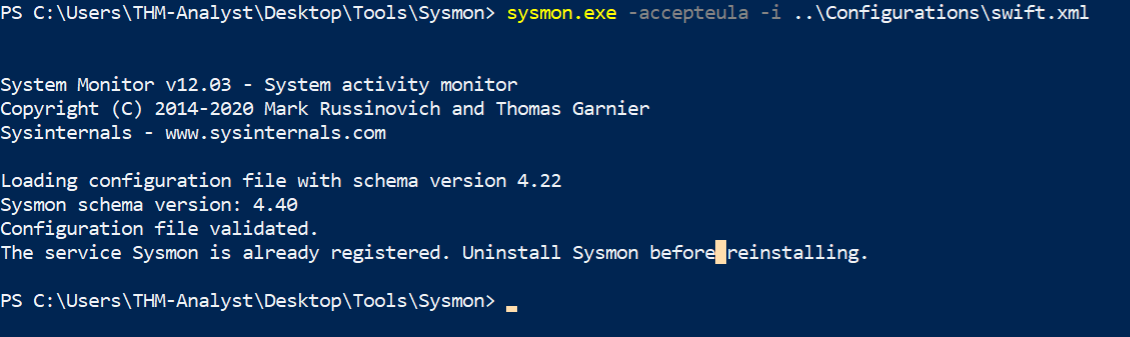 PS C:\Users\THM-Analyst\Desktop\Tools\Sysmon> sysmon.exe -accepteula -i ..\Configurations\swift.xml
System Monitor v12.03 - System activity monitor
Copyright (C) 2014-2020 Mark Russinovich and Thomas Garnier
Sysinternals - www.sysinternals.com
Loading configuration file with schema version 4.22
Sysmon schema version: 4.40
Configuration file validated.
The service Sysmon is already registered. Uninstall Sysmon before reinstalling.
PS C:\Users\THM-Analyst\Desktop\Tools\Sysmon>